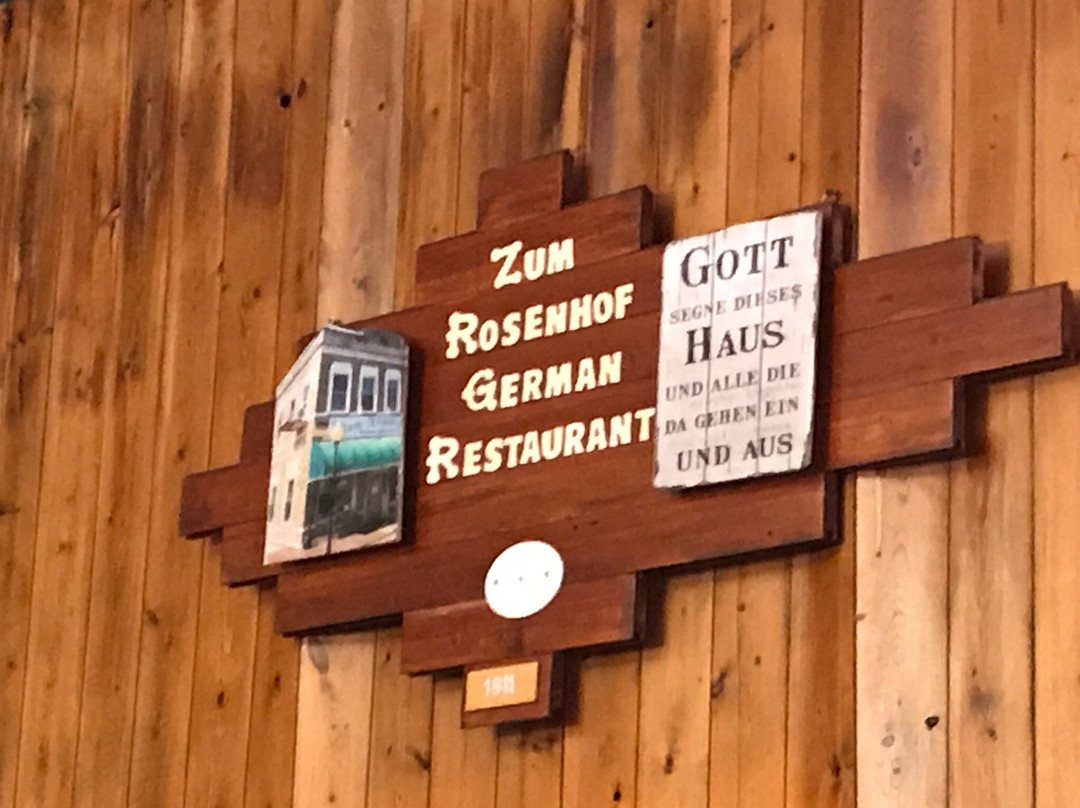 ZUM
ROSENHOF
GERMAN
RESTAURANT
GOTT
SEGNE DIESES
HAUS
UND ALLE DIE
DA GEHEN EIN
UND AUS
1911